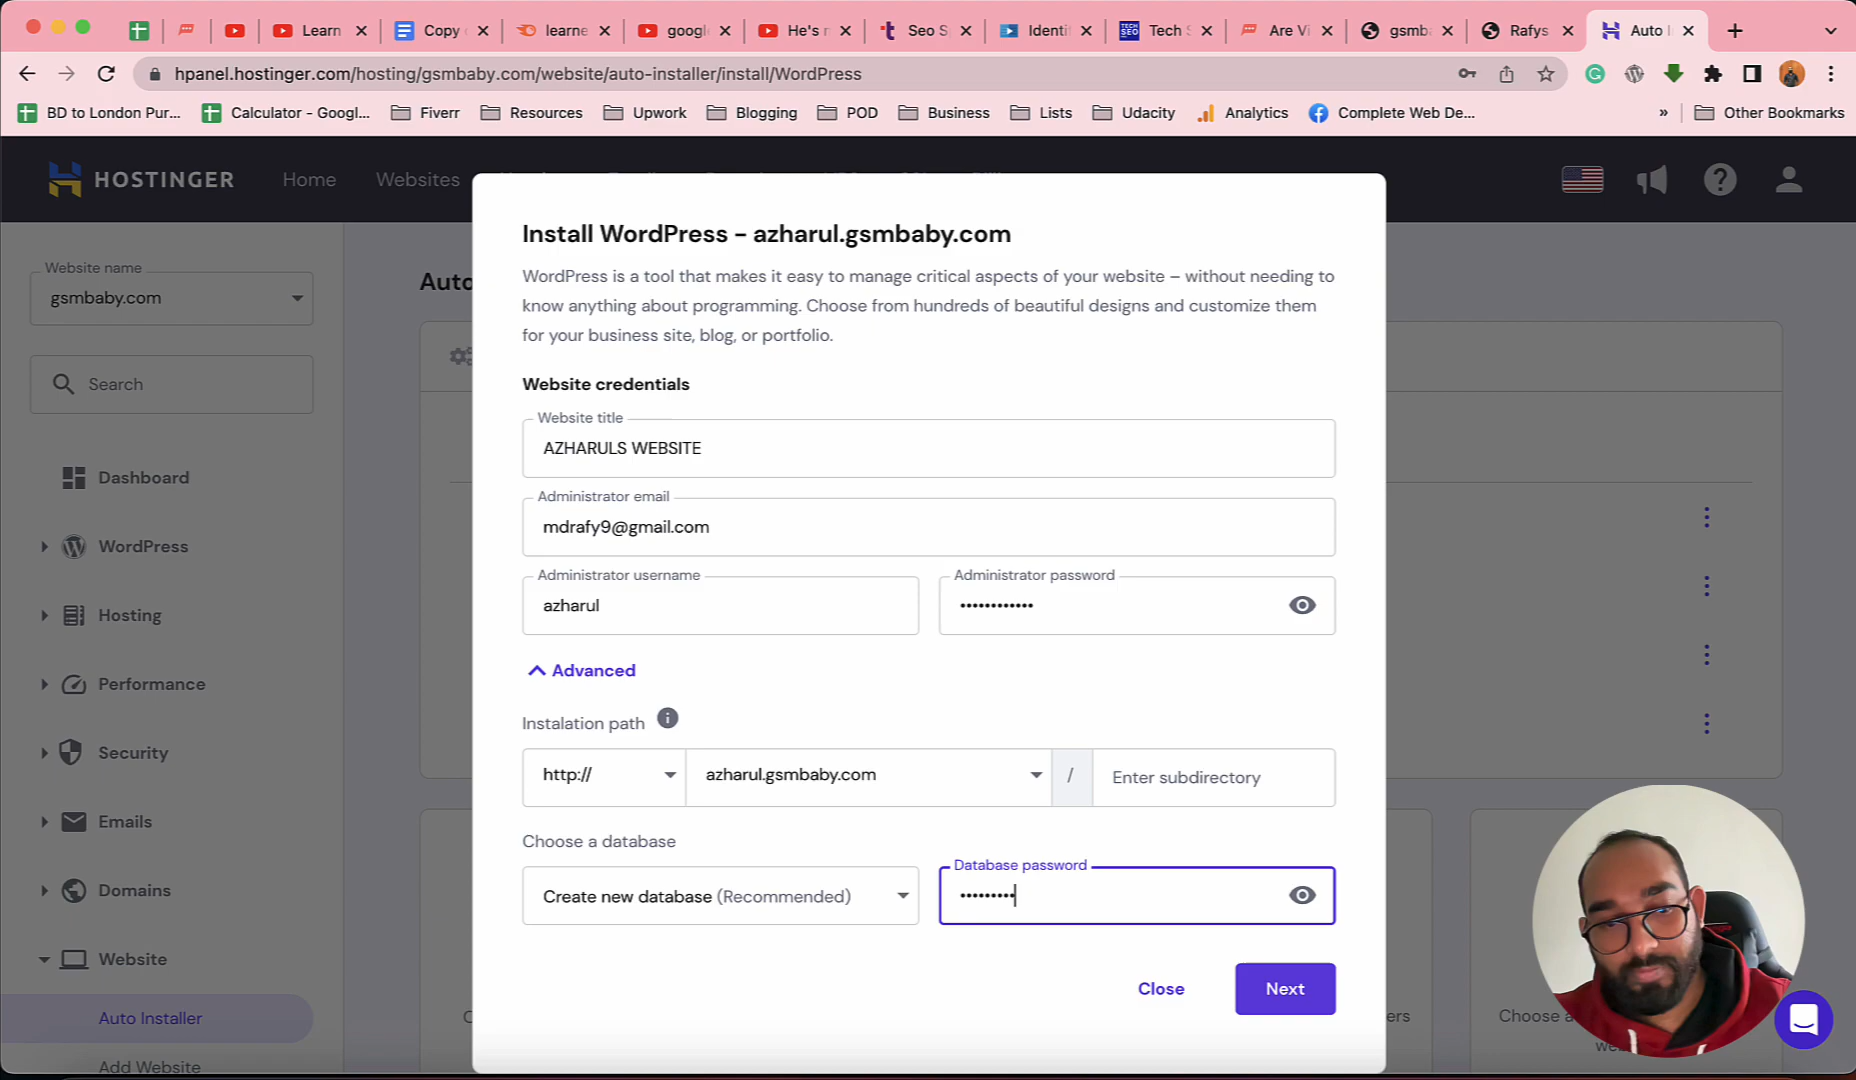 Learn
Copy
learne
googl
He's n
Seo S
Identi
Tech S
Are Vi
gsmb
Rafys
Auto I
hpanel.hostinger.com/hosting/gsmbaby.com/website/auto-installer/install/WordPress
BD to London Pur...
Calculator - Googl...
Fiverr
Resources
Upwork
Blogging
POD
Business
Lists
Udacity
Analytics
Complete Web De...
»
Other Bookmarks
HOSTINGER
Home
Websites
Website name
gsmbaby.com
Search
Dashboard
WordPress
Hosting
Performance
Security
Emails
Domains
Website
Auto Installer
Add Website
Auto
Install WordPress - azharul.gsmbaby.com
WordPress is a tool that makes it easy to manage critical aspects of your website – without needing to
know anything about programming. Choose from hundreds of beautiful designs and customize them
for your business site, blog, or portfolio.
Website credentials
Website title
AZHARULS WEBSITE
Administrator email
mdrafy9@gmail.com
Administrator username
azharul
Administrator password
••••••••••••
Advanced
Instalation path
http://
azharul.gsmbaby.com
/
Enter subdirectory
Choose a database
Create new database (Recommended)
Database password
•••••••••
Close
Next
ers
Choose a